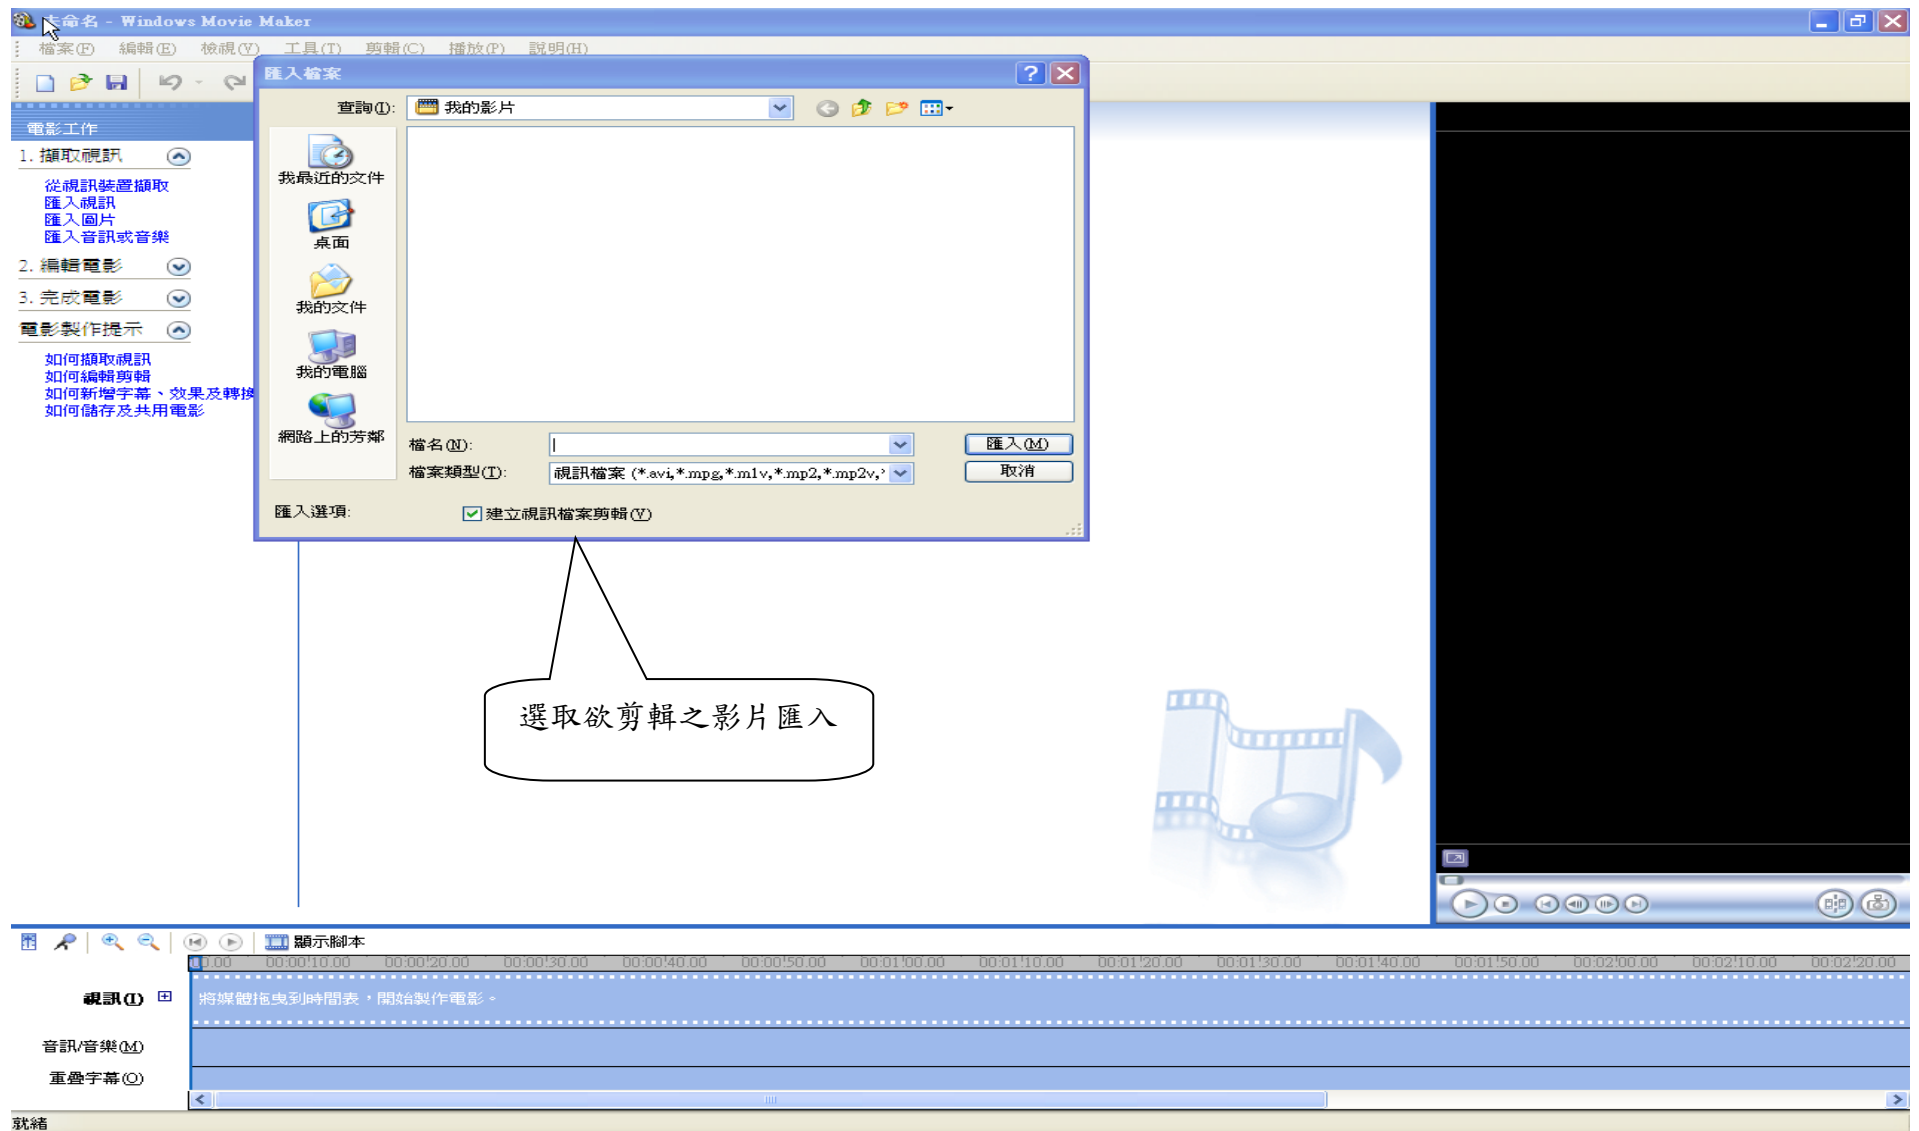 未命名 - Windows Movie Maker
檔案(F) 編輯(E) 檢視(V) 工具(T) 剪輯(C) 播放(P) 說明(H)
匯入檔案
查詢(I): 我的影片
電影工作
1. 擷取視訊
從視訊裝置擷取
匯入視訊
匯入圖片
匯入音訊或音樂
2. 編輯電影
3. 完成電影
電影製作提示
如何擷取視訊
如何編輯剪輯
如何新增字幕、效果及轉換
如何儲存及共用電影
我最近的文件
桌面
我的文件
我的電腦
網路上的芳鄰
檔名(N): 匯入(M)
檔案類型(T): 視訊檔案 (*.avi,*.mpg,*.m1v,*.mp2,*.mp2v, 取消
匯入選項: 建立視訊檔案剪輯(V)
選取欲剪輯之影片匯入
顯示腳本
0.00 00:00:10.00 00:00:20.00 00:00:30.00 00:00:40.00 00:00:50.00 00:01:00.00 00:01:10.00 00:01:20.00 00:01:30.00 00:01:40.00 00:01:50.00 00:02:00.00 00:02:10.00 00:02:20.00
視訊(I) 將媒體拖曳到時間表，開始製作電影。
音訊/音樂(M)
重疊字幕(O)
就緒